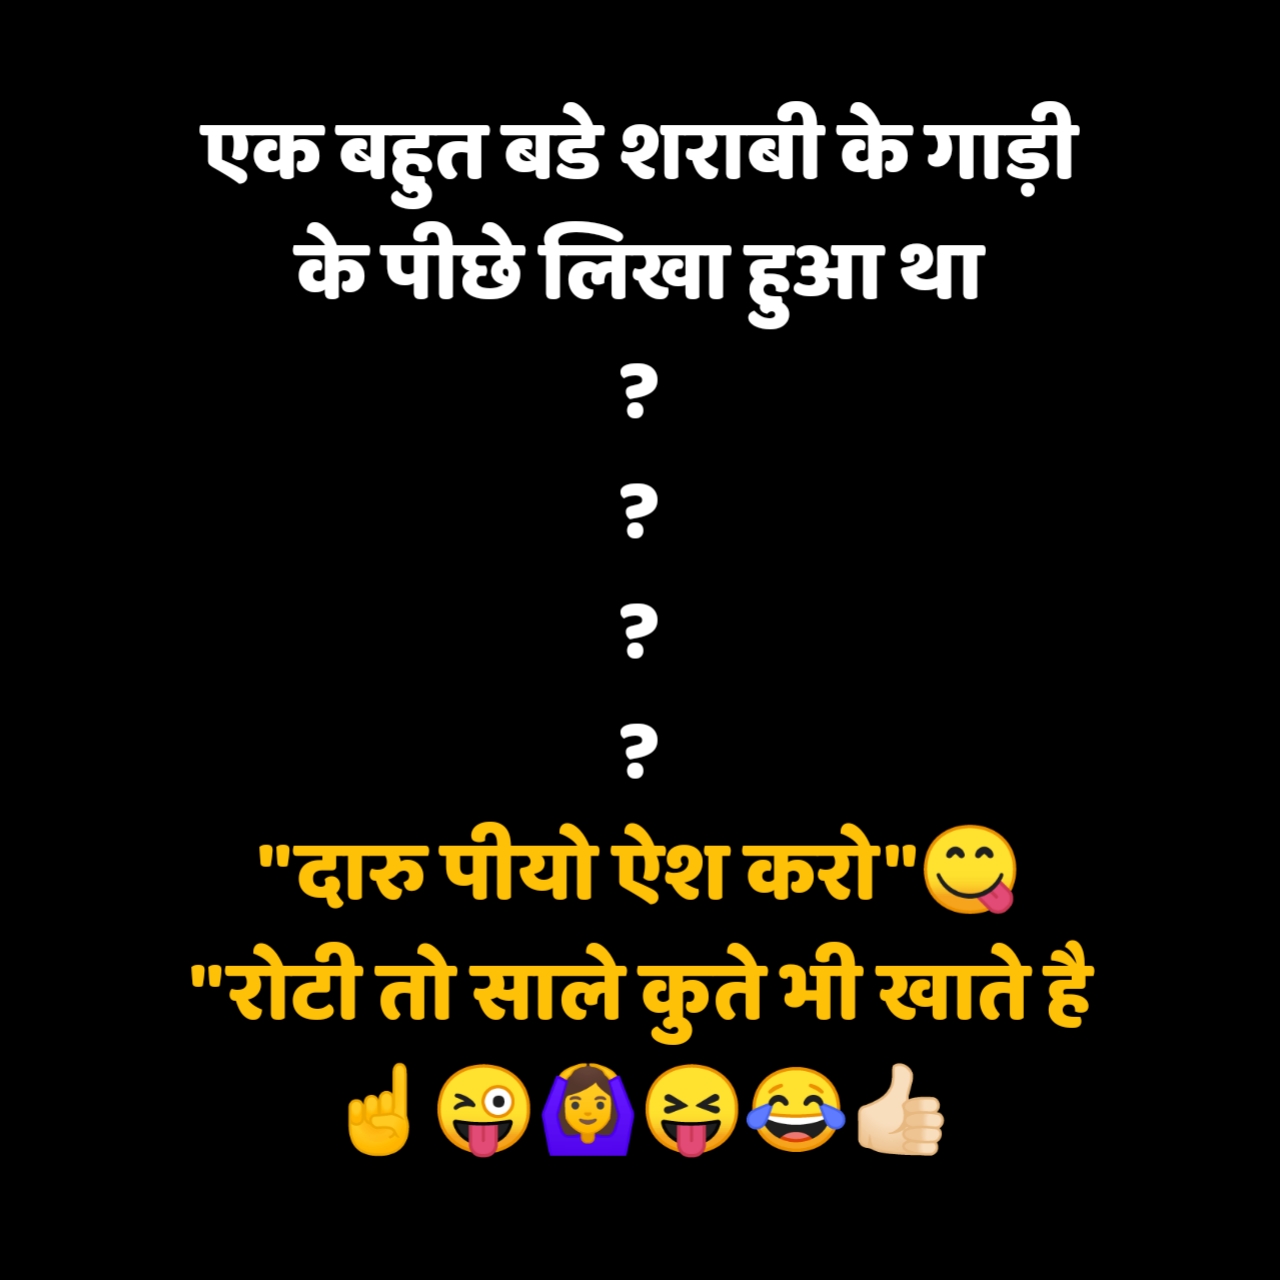 एक बहुत बडे शराबी के गाड़ी
के पीछे लिखा हुआ था
?
?
?
?
"दारु पीयो ऐश करो"😋
"रोटी तो साले कुते भी खाते है
☝️😜🙆‍♀️😝😂👍🏻